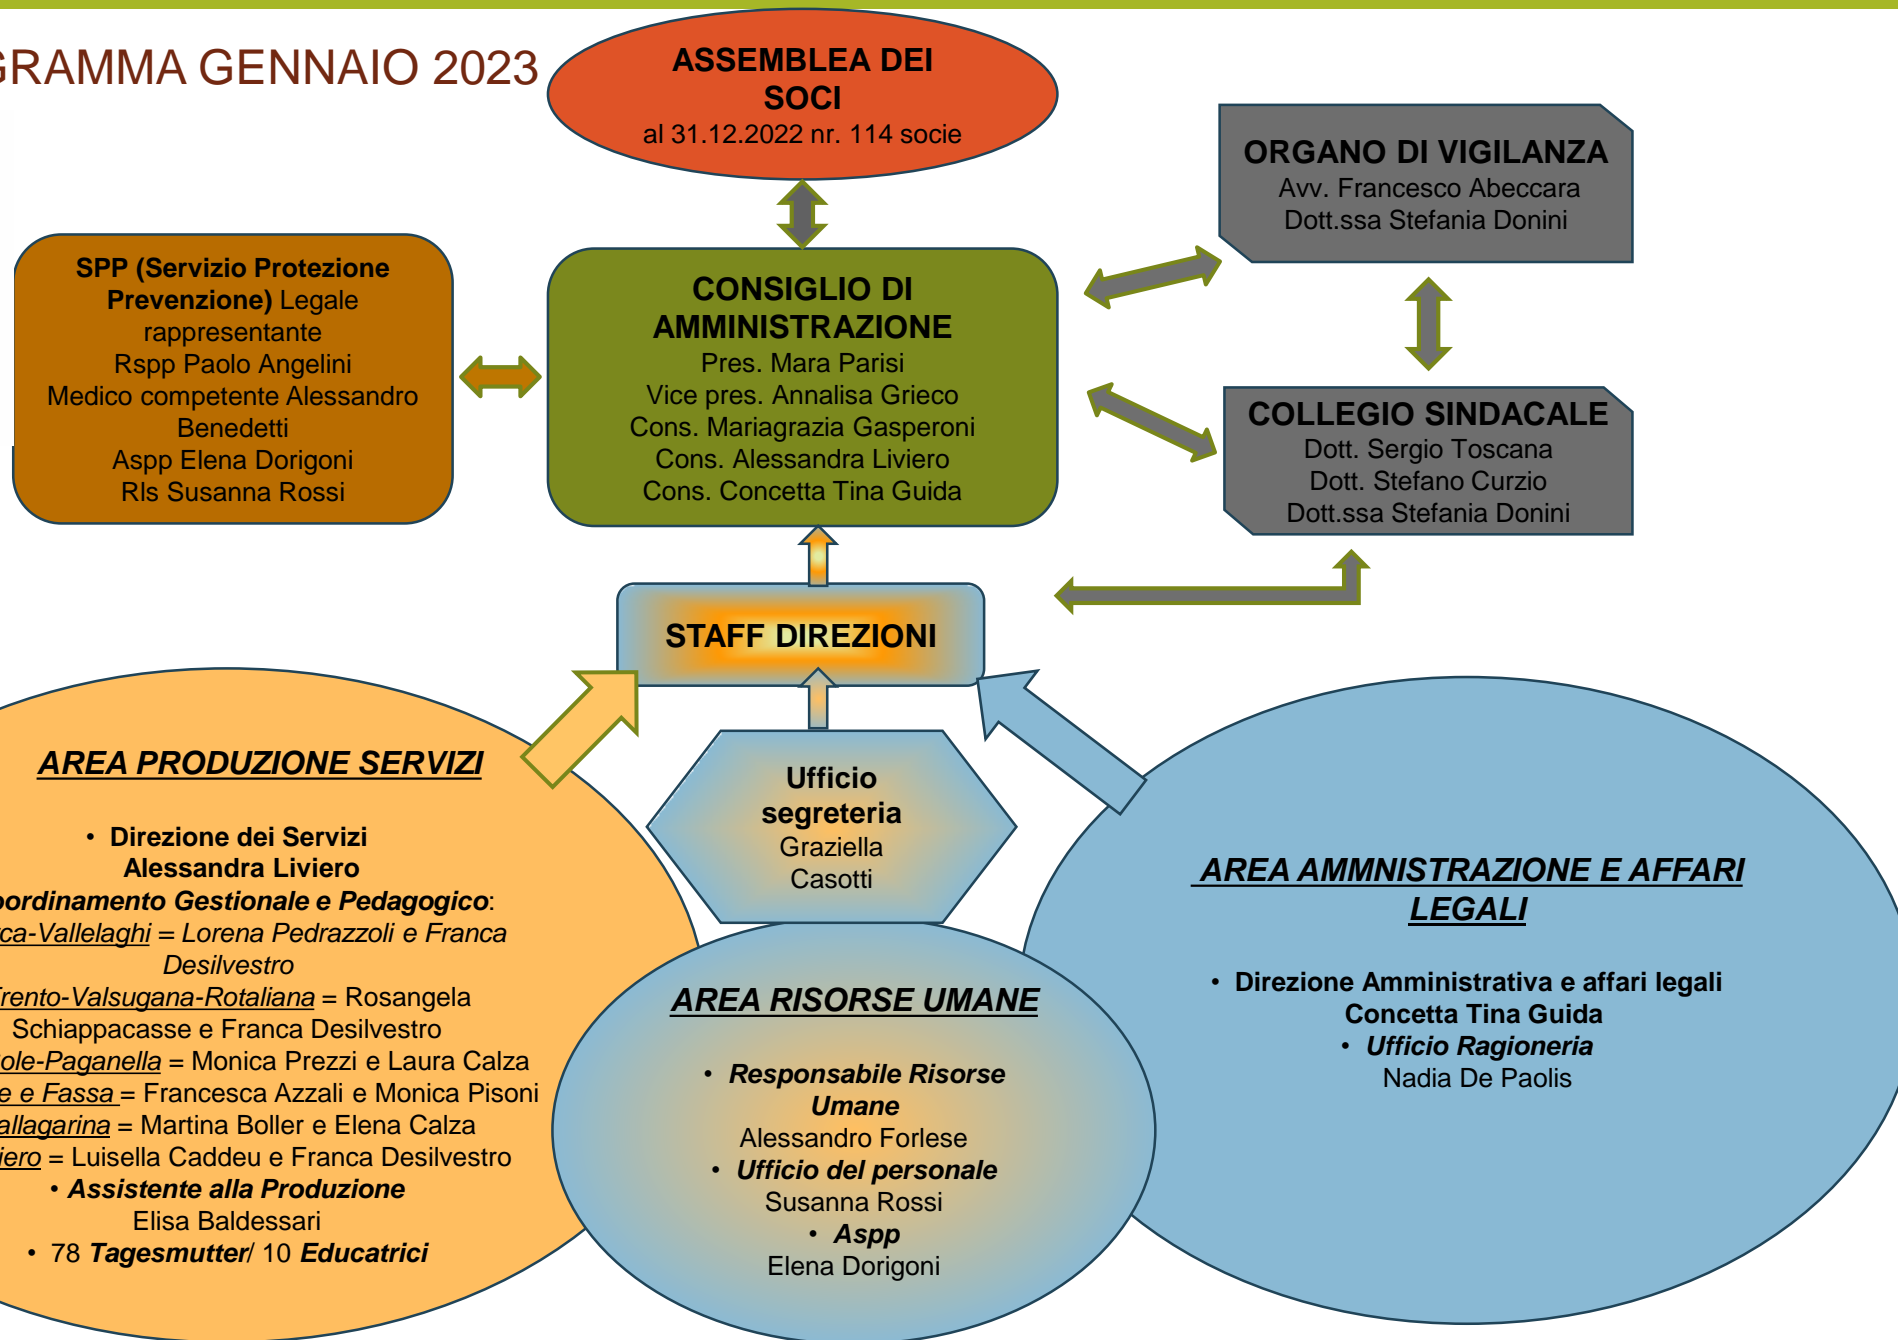 GRAMMA GENNAIO 2023
ASSEMBLEA DEI
SOCI
al 31.12.2022 nr. 114 socie
ORGANO DI VIGILANZA
Avv. Francesco Abeccara
Dott.ssa Stefania Donini
SPP (Servizio Protezione
Prevenzione) Legale
rappresentante
Rspp Paolo Angelini
Medico competente Alessandro
Benedetti
Aspp Elena Dorigoni
Rls Susanna Rossi
CONSIGLIO DI
AMMINISTRAZIONE
Pres. Mara Parisi
Vice pres. Annalisa Grieco
Cons. Mariagrazia Gasperoni
Cons. Alessandra Liviero
Cons. Concetta Tina Guida
COLLEGIO SINDACALE
Dott. Sergio Toscana
Dott. Stefano Curzio
Dott.ssa Stefania Donini
STAFF DIREZIONI
AREA PRODUZIONE SERVIZI
• Direzione dei Servizi
Alessandra Liviero
oordinamento Gestionale e Pedagogico:
rca-Vallelaghi = Lorena Pedrazzoli e Franca
Desilvestro
Trento-Valsugana-Rotaliana = Rosangela
Schiappacasse e Franca Desilvestro
ole-Paganella = Monica Prezzi e Laura Calza
e e Fassa = Francesca Azzali e Monica Pisoni
allagarina = Martina Boller e Elena Calza
iero = Luisella Caddeu e Franca Desilvestro
• Assistente alla Produzione
Elisa Baldessari
• 78 Tagesmutter/ 10 Educatrici
Ufficio
segreteria
Graziella
Casotti
AREA RISORSE UMANE
• Responsabile Risorse
Umane
Alessandro Forlese
• Ufficio del personale
Susanna Rossi
• Aspp
Elena Dorigoni
AREA AMMNISTRAZIONE E AFFARI
LEGALI
• Direzione Amministrativa e affari legali
Concetta Tina Guida
• Ufficio Ragioneria
Nadia De Paolis